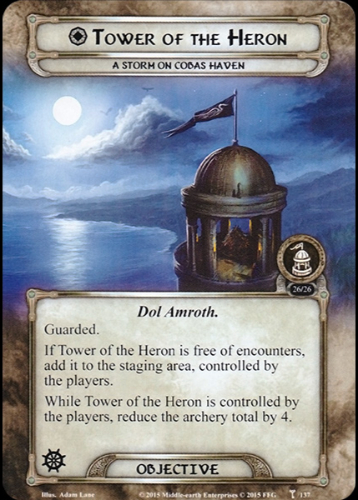 Tower of the Heron
A Storm on Cobas Haven
26/26
Dol Amroth.
Guarded.
If Tower of the Heron is free of encounters,
add it to the staging area, controlled by
the players.
While Tower of the Heron is controlled by
the players, reduce the archery total by 4.
Objective
Illus. Adam Lane
© 2015 Middle-earth Enterprises © 2015 FFG
137